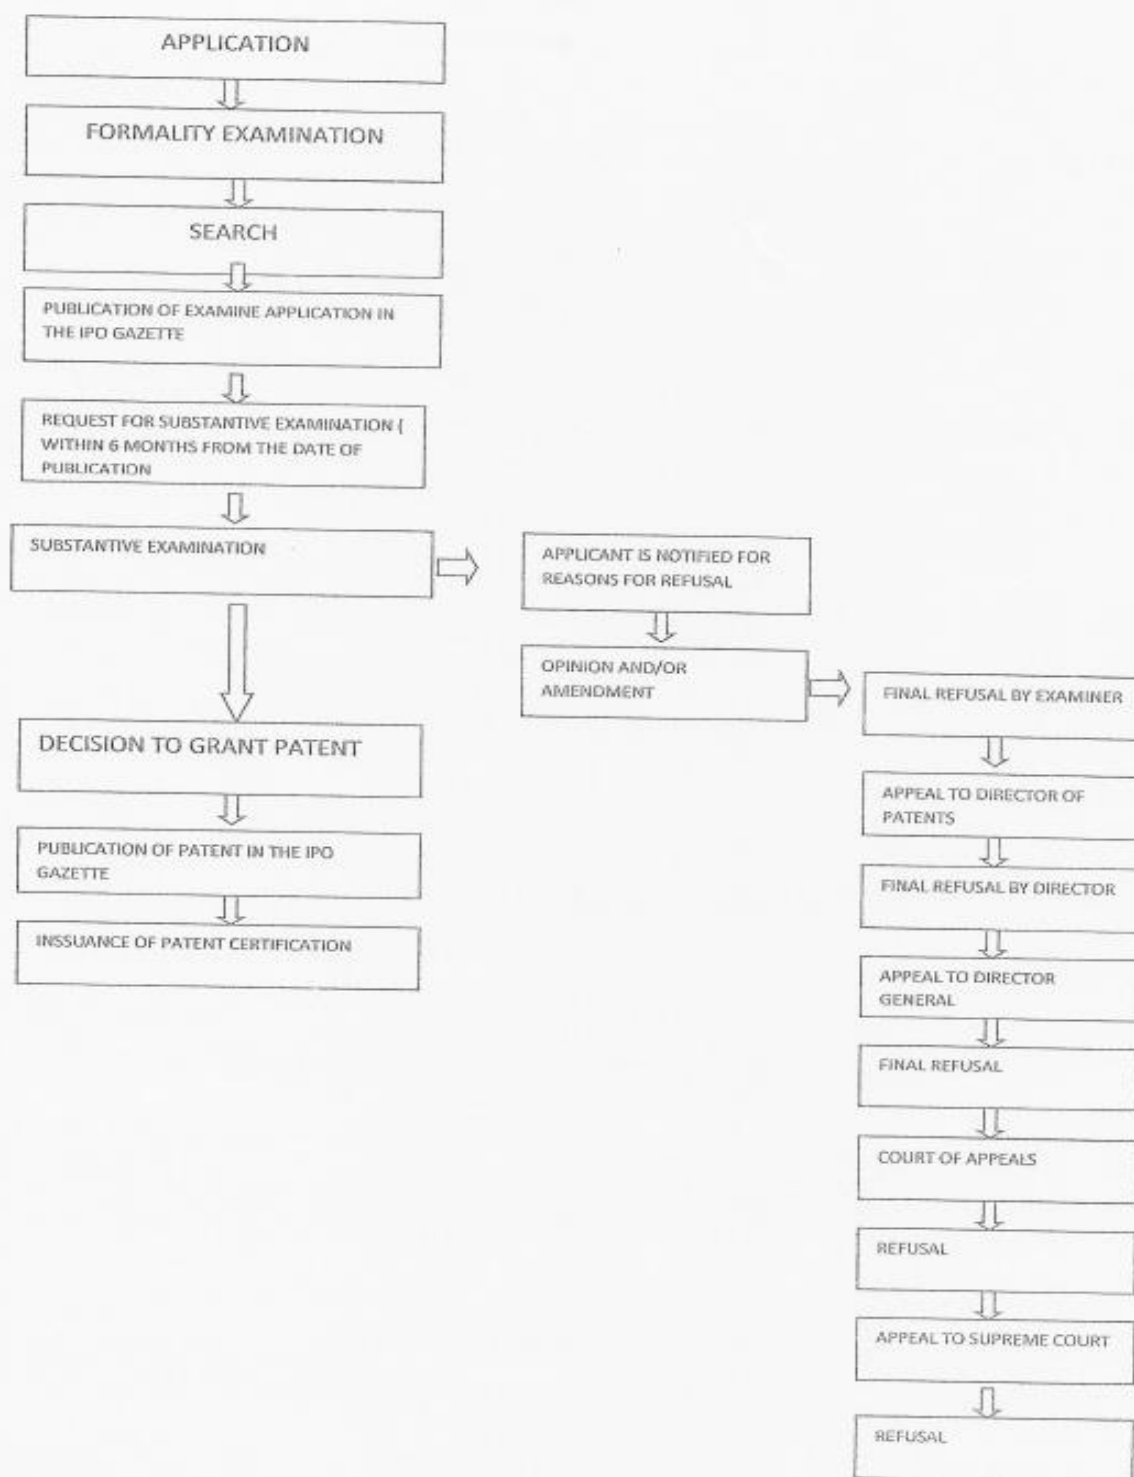 APPLICATION
FORMALITY EXAMINATION
SEARCH
PUBLICATION OF EXAMINE APPLICATION IN
THE IPO GAZETTE
REQUEST FOR SUBSTANTIVE EXAMINATION (
WITHIN 6 MONTHS FROM THE DATE OF
PUBLICATION
SUBSTANTIVE EXAMINATION
DECISION TO GRANT PATENT
PUBLICATION OF PATENT IN THE IPO
GAZETTE
INSSUANCE OF PATENT CERTIFICATION
APPLICANT IS NOTIFIED FOR
REASONS FOR REFUSAL
OPINION AND/OR
AMENDMENT
FINAL REFUSAL BY EXAMINER
APPEAL TO DIRECTOR OF
PATENTS
FINAL REFUSAL BY DIRECTOR
APPEAL TO DIRECTOR
GENERAL
FINAL REFUSAL
COURT OF APPEALS
REFUSAL
APPEAL TO SUPREME COURT
REFUSAL